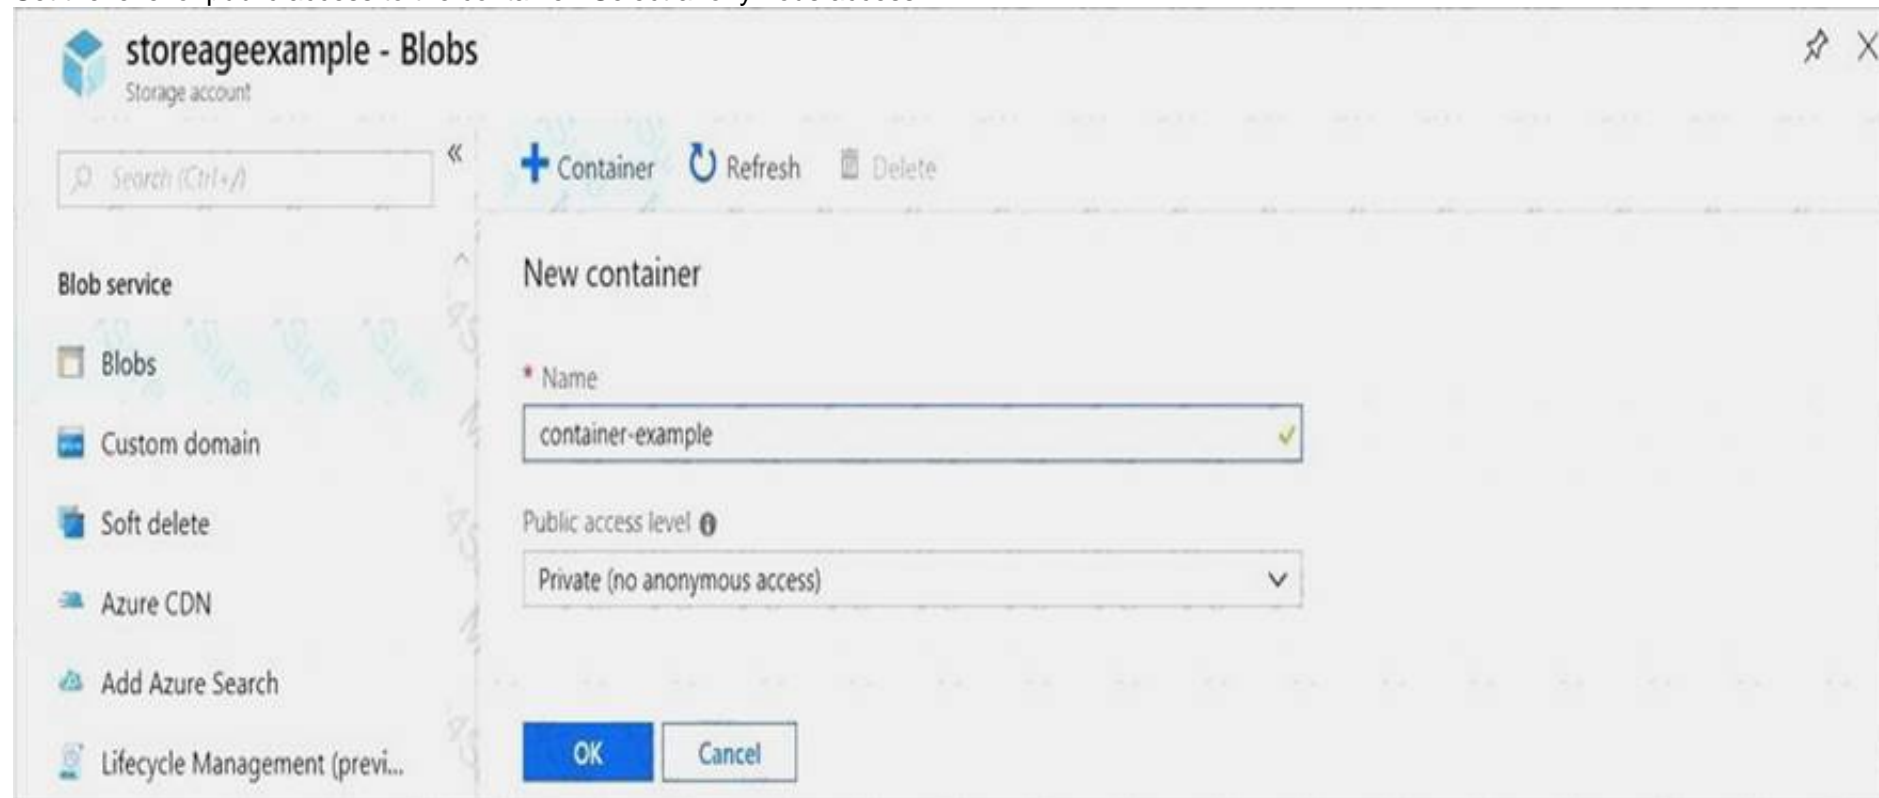 storeageexample - Blobs
Storage account
Search (Ctrl+/)
«
Container
Refresh
Delete
Blob service
Blobs
Custom domain
Soft delete
Azure CDN
Add Azure Search
Lifecycle Management (previ...
New container
* Name
container-example
Public access level
Private (no anonymous access)
OK
Cancel